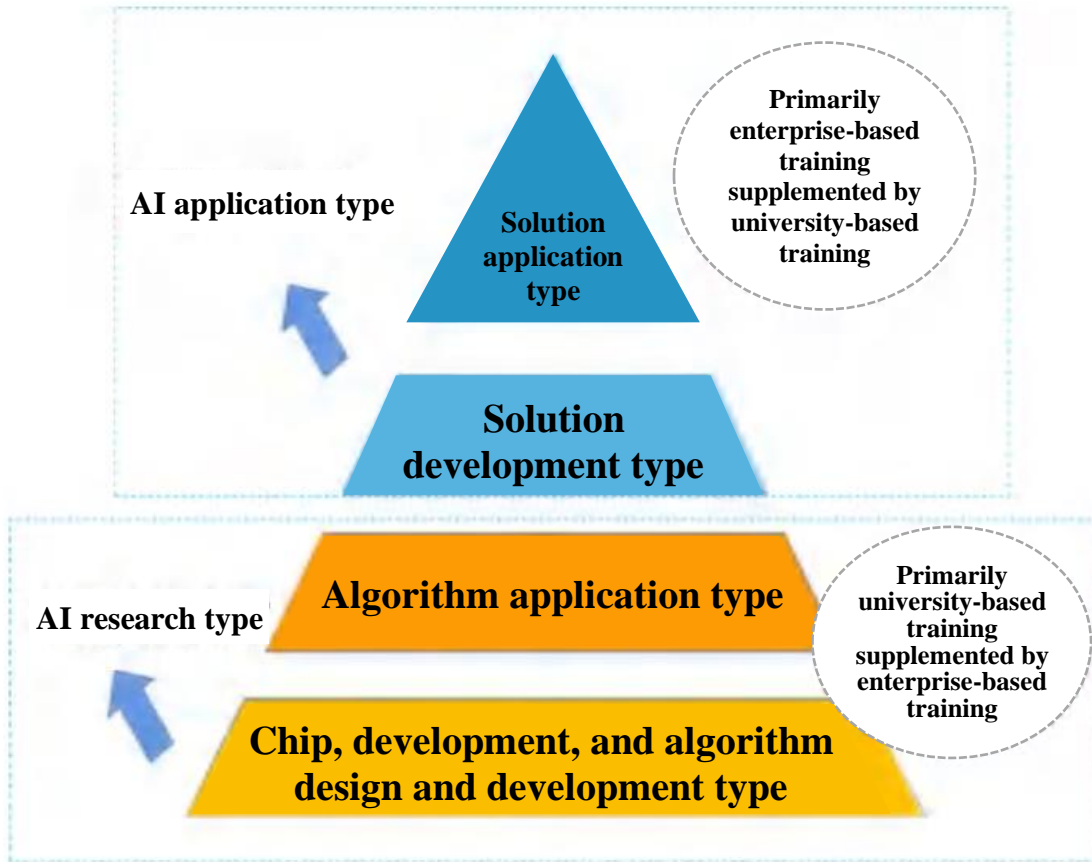 Primarily
enterprise-based
training
supplemented by
university-based
training
AI application type
Solution
application
type
Solution
development type
Algorithm application type
Primarily
university-based
training
supplemented by
enterprise-based
training
AI research type
Chip, development, and algorithm
design and development type